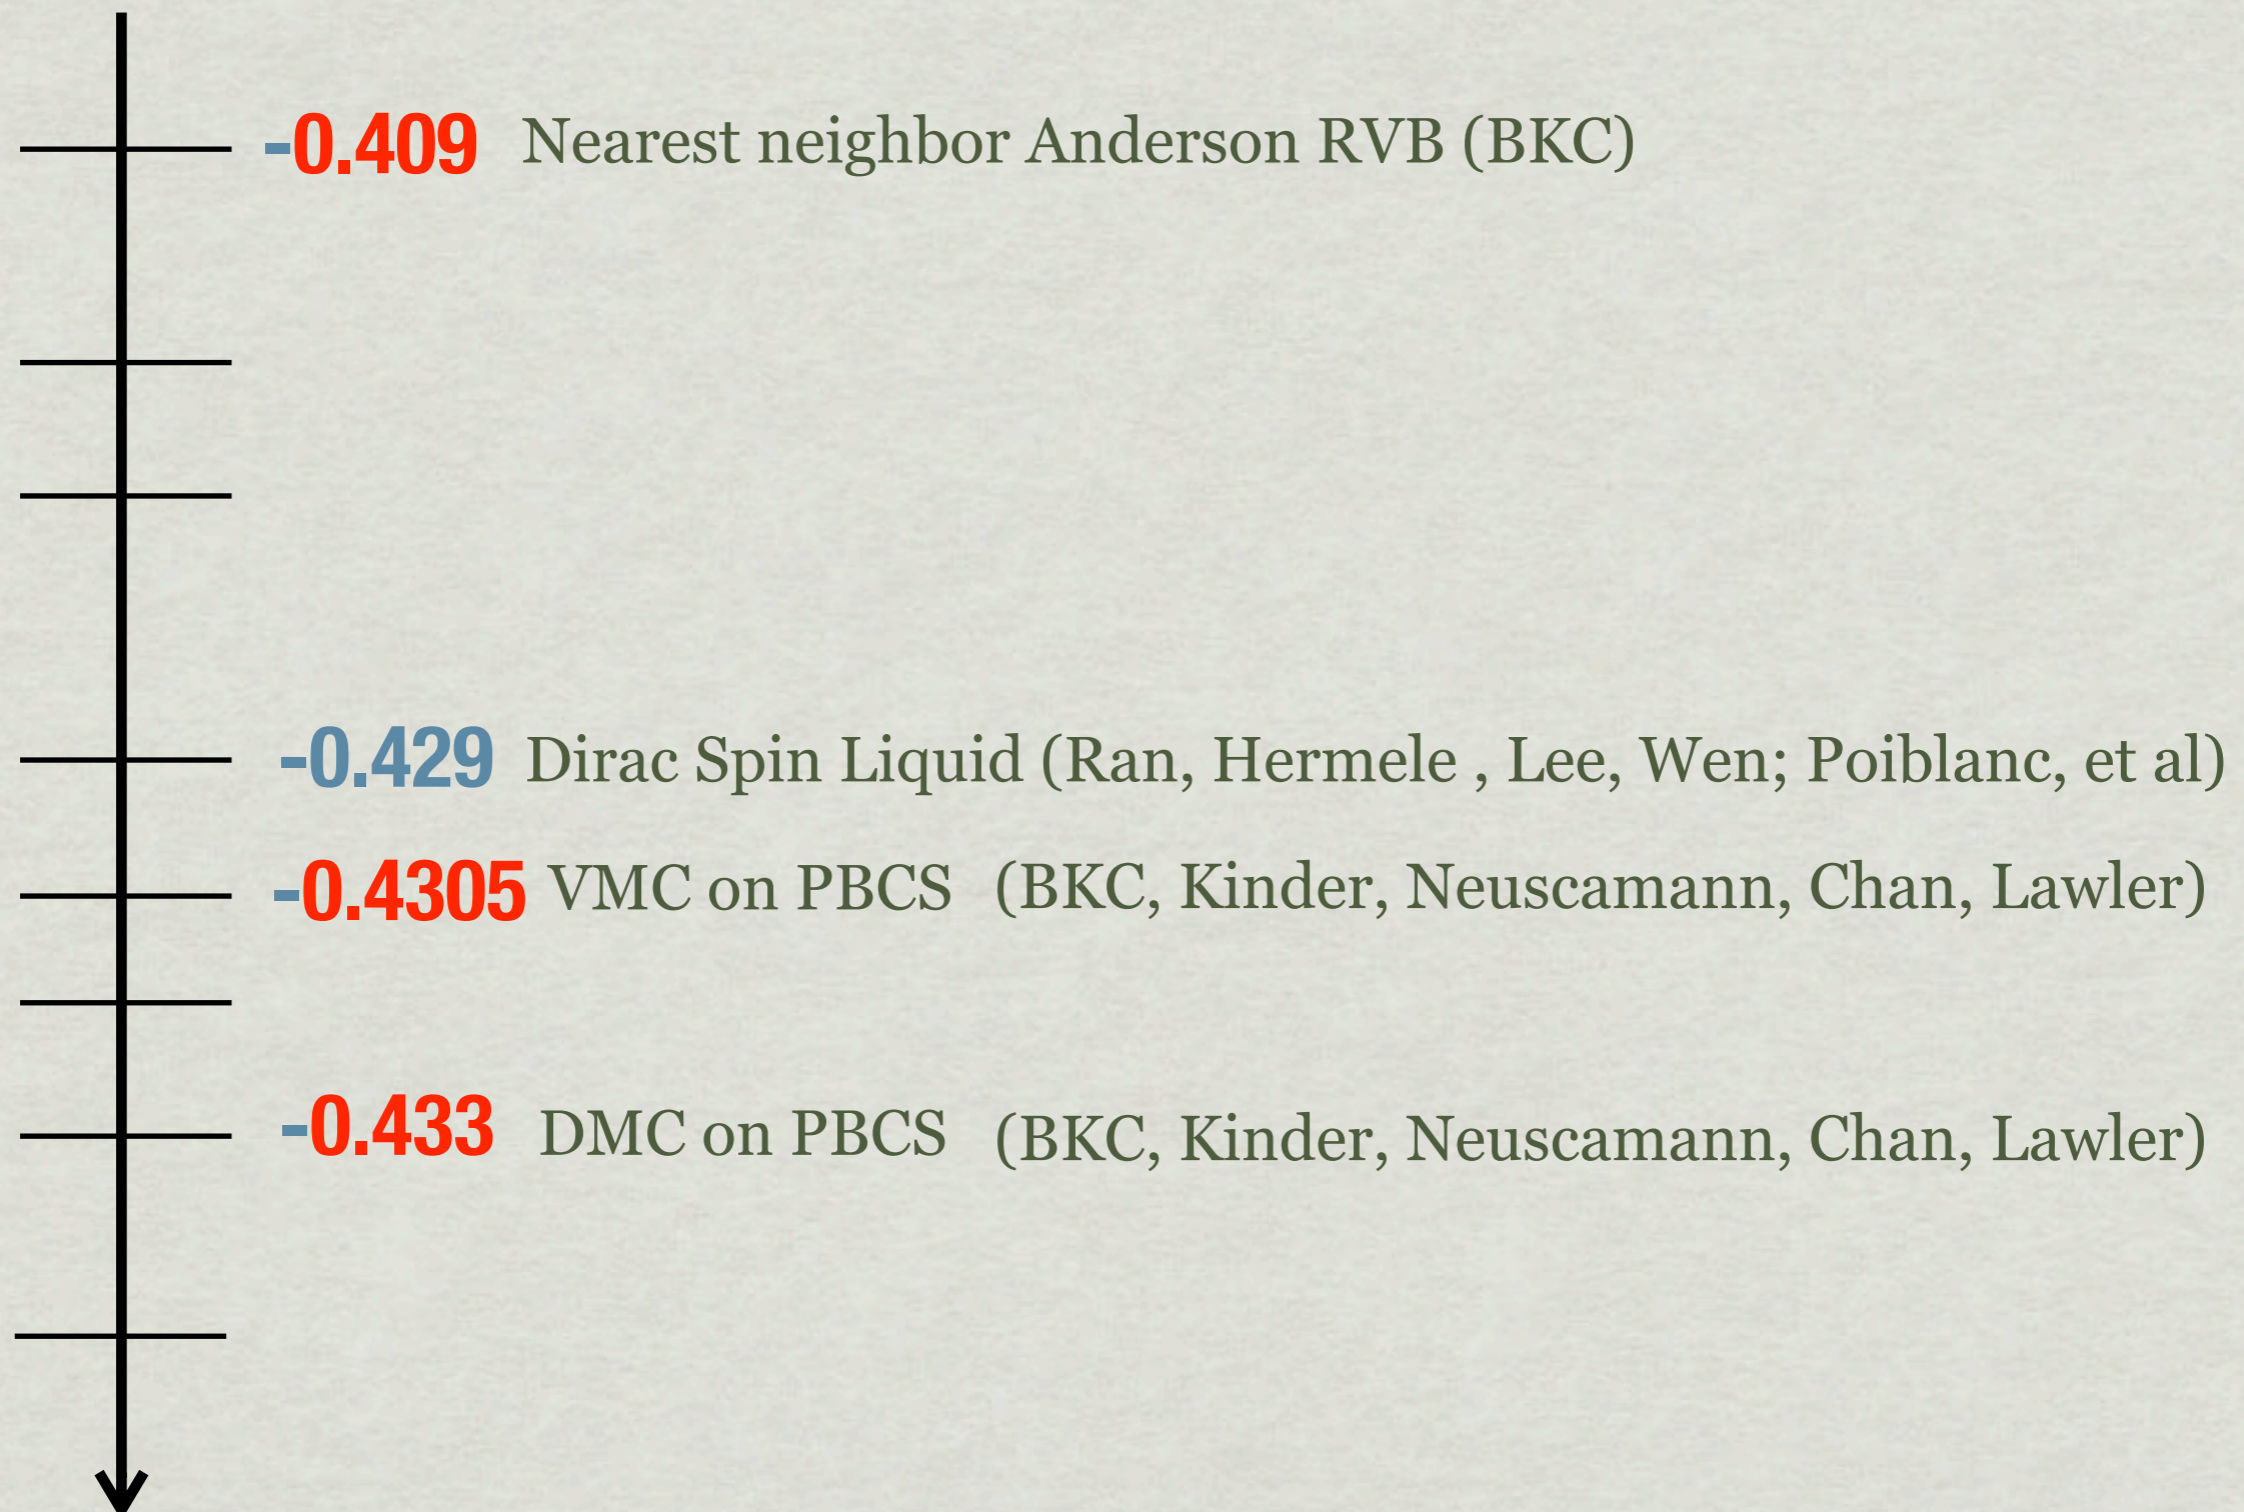 -0.409 Nearest neighbor Anderson RVB (BKC)
-0.429 Dirac Spin Liquid (Ran, Hermele , Lee, Wen; Poiblanc, et al)
-0.4305 VMC on PBCS (BKC, Kinder, Neuscamann, Chan, Lawler)
-0.433 DMC on PBCS (BKC, Kinder, Neuscamann, Chan, Lawler)